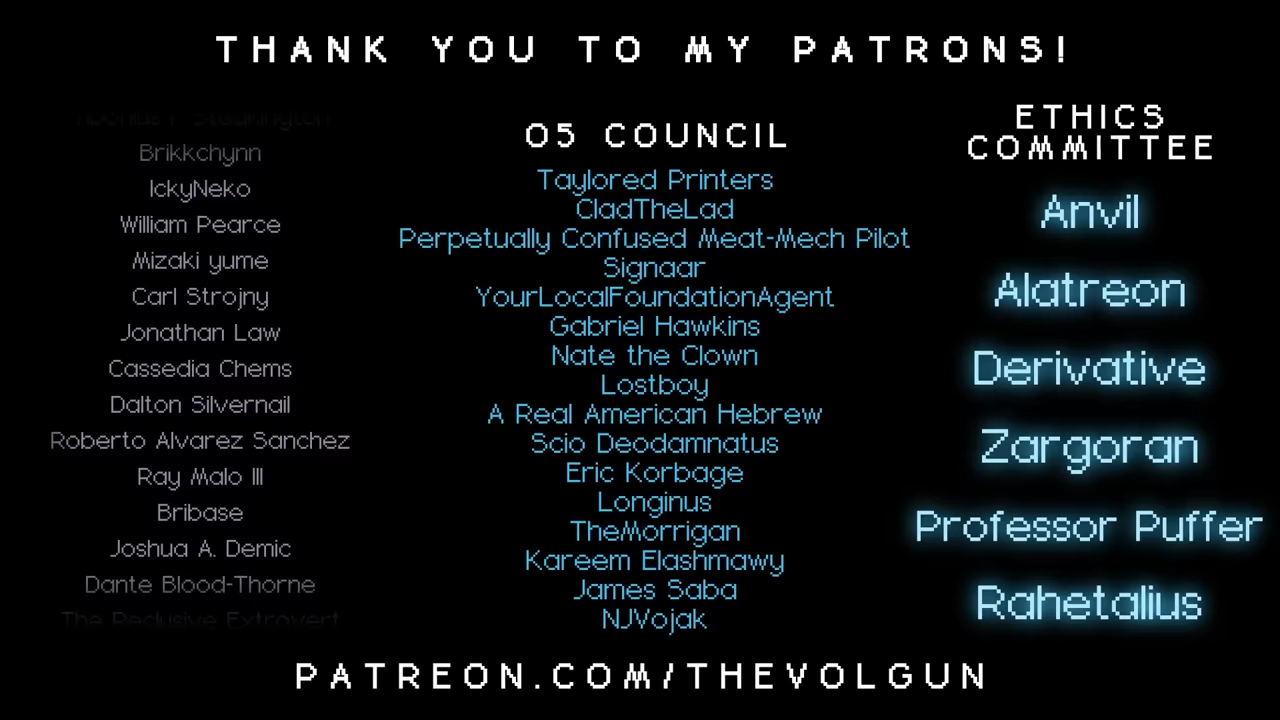 THANK YOU TO MY PATRONS!
Brikkchynn
IckyNeko
William Pearce
Mizaki yume
Carl Strojny
Jonathan Law
Cassedia Chems
Dalton Silvernail
Roberto Alvarez Sanchez
Ray Malo III
Bribase
Joshua A. Demic
Dante Blood-Thorne
The Reclusive Extrovert
O5 COUNCIL
Taylored Printers
CladTheLad
Perpetually Confused Meat-Mech Pilot
Signaar
YourLocalFoundationAgent
Gabriel Hawkins
Nate the Clown
Lostboy
A Real American Hebrew
Scio Deodamnatus
Eric Korbage
Longinus
TheMorrigan
Kareem Elashmawy
James Saba
NJVojak
ETHICS
COMMITTEE
Anvil
Alatreon
Derivative
Zargoran
Professor Puffer
Rahetalius
PATREON.COM/THEVOLGUN